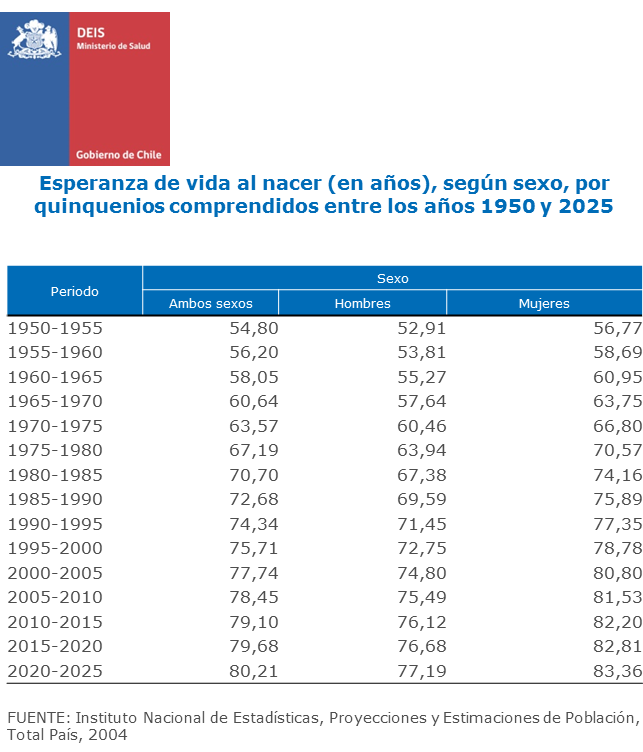 DEIS
Ministerio de Salud
Gobierno de Chile
Esperanza de vida al nacer (en años), según sexo, por
quinquenios comprendidos entre los años 1950 y 2025
Periodo
Sexo
Ambos sexos Hombres Mujeres
1950-1955 54,80 52,91 56,77
1955-1960 56,20 53,81 58,69
1960-1965 58,05 55,27 60,95
1965-1970 60,64 57,64 63,75
1970-1975 63,57 60,46 66,80
1975-1980 67,19 63,94 70,57
1980-1985 70,70 67,38 74,16
1985-1990 72,68 69,59 75,89
1990-1995 74,34 71,45 77,35
1995-2000 75,71 72,75 78,78
2000-2005 77,74 74,80 80,80
2005-2010 78,45 75,49 81,53
2010-2015 79,10 76,12 82,20
2015-2020 79,68 76,68 82,81
2020-2025 80,21 77,19 83,36
FUENTE: Instituto Nacional de Estadísticas, Proyecciones y Estimaciones de Población,
Total País, 2004